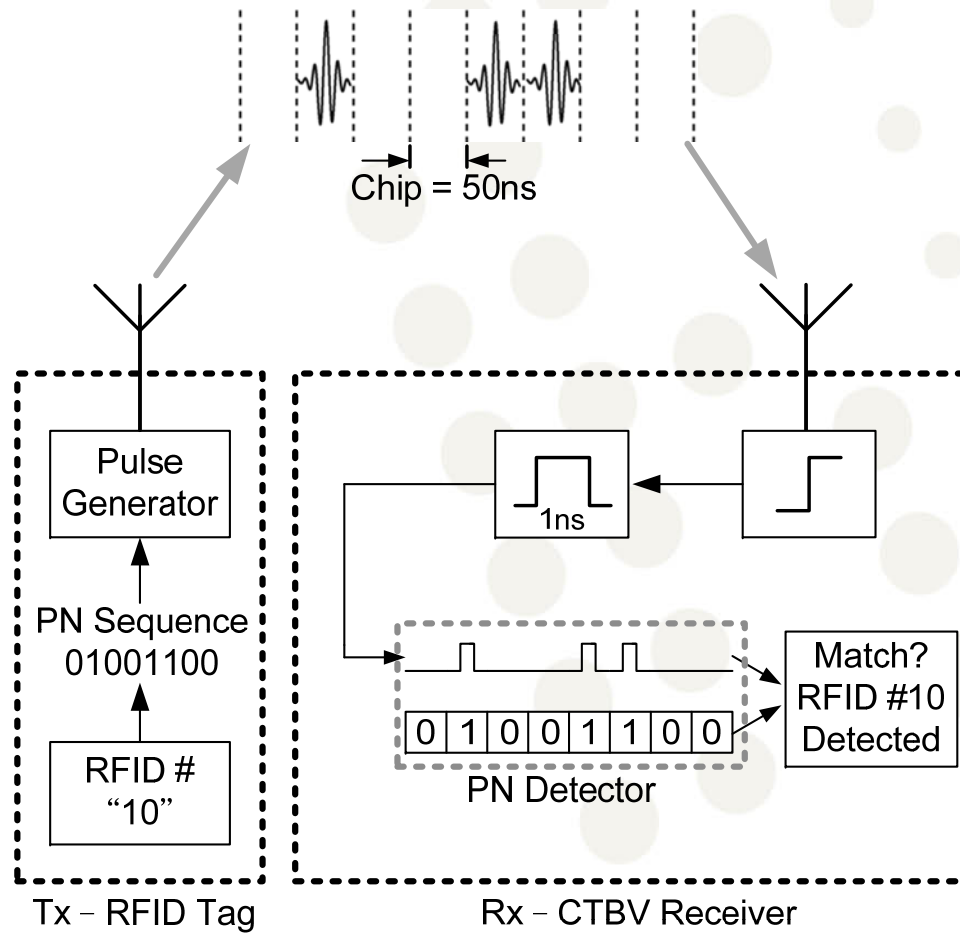 Chip = 50ns
Pulse
Generator
PN Sequence
01001100
RFID #
“10”
Tx – RFID Tag
1ns
0 1 0 0 1 1 0 0
PN Detector
Match?
RFID #10
Detected
Rx – CTBV Receiver